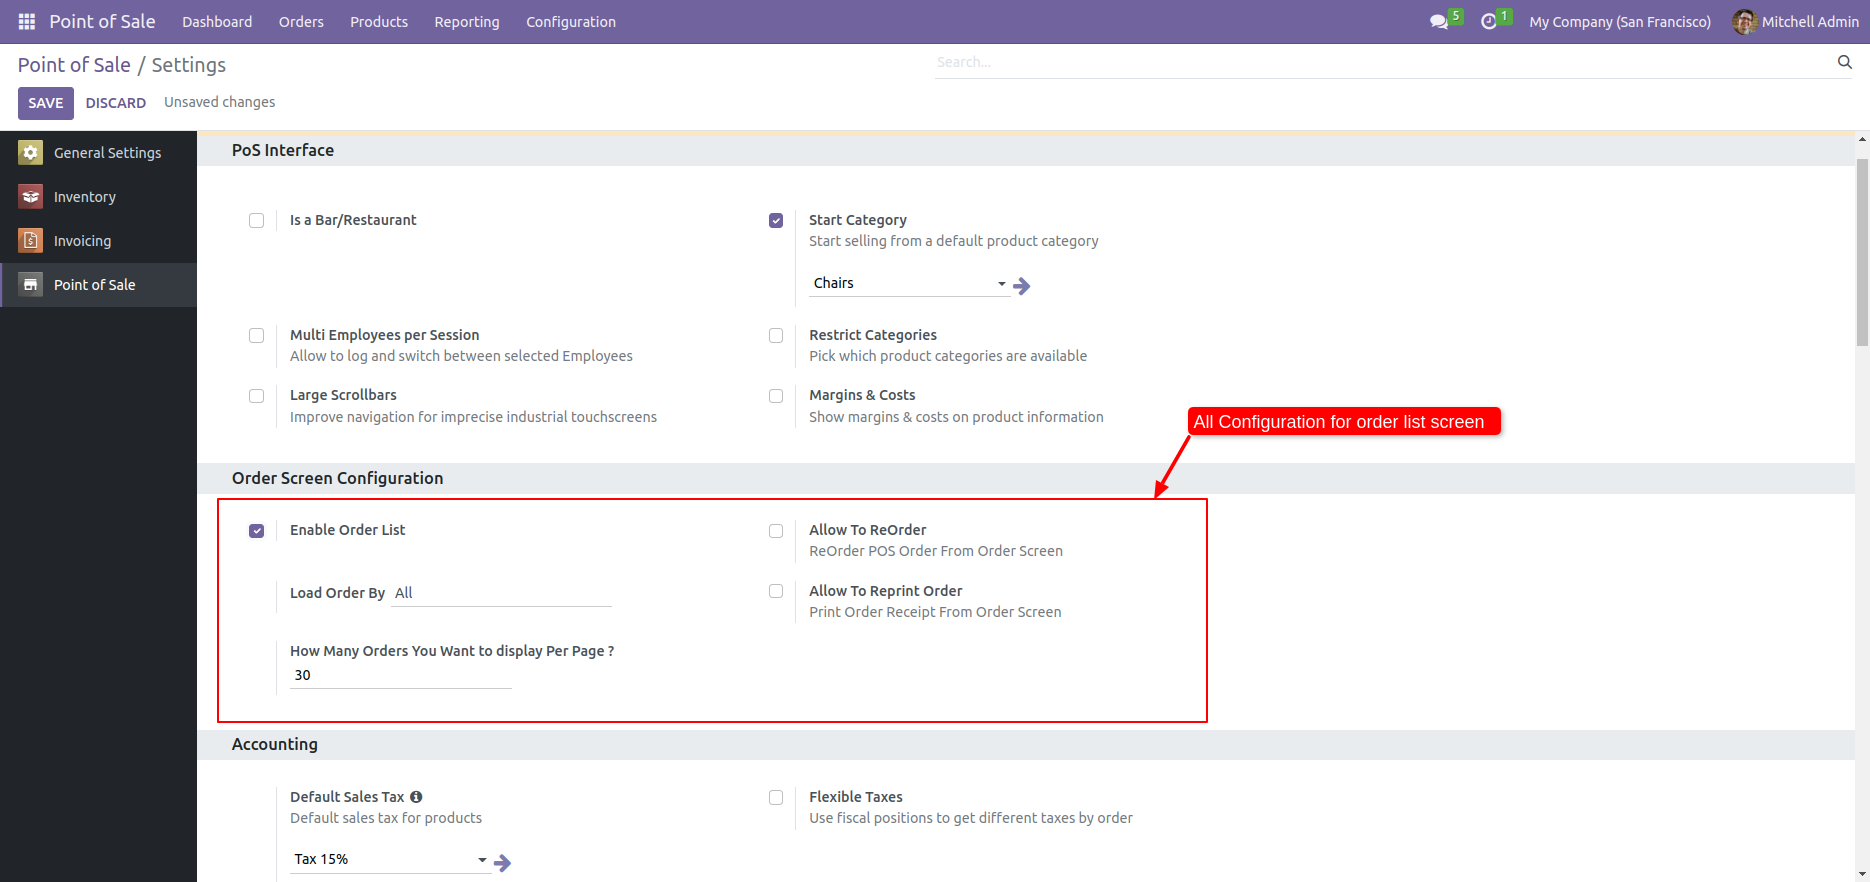 Point of Sale Dashboard Orders Products Reporting Configuration 5 1 My Company (San Francisco) Mitchell Admin
Point of Sale / Settings Search...
SAVE DISCARD Unsaved changes
General Settings
Inventory
Invoicing
Point of Sale
PoS Interface
Is a Bar/Restaurant
Start Category
Start selling from a default product category
Chairs
Multi Employees per Session
Allow to log and switch between selected Employees
Restrict Categories
Pick which product categories are available
Large Scrollbars
Improve navigation for imprecise industrial touchscreens
Margins & Costs
Show margins & costs on product information
All Configuration for order list screen
Order Screen Configuration
Enable Order List
Allow To ReOrder
ReOrder POS Order From Order Screen
Load Order By All
Allow To Reprint Order
Print Order Receipt From Order Screen
How Many Orders You Want to display Per Page ?
30
Accounting
Default Sales Tax
Default sales tax for products
Tax 15%
Flexible Taxes
Use fiscal positions to get different taxes by order